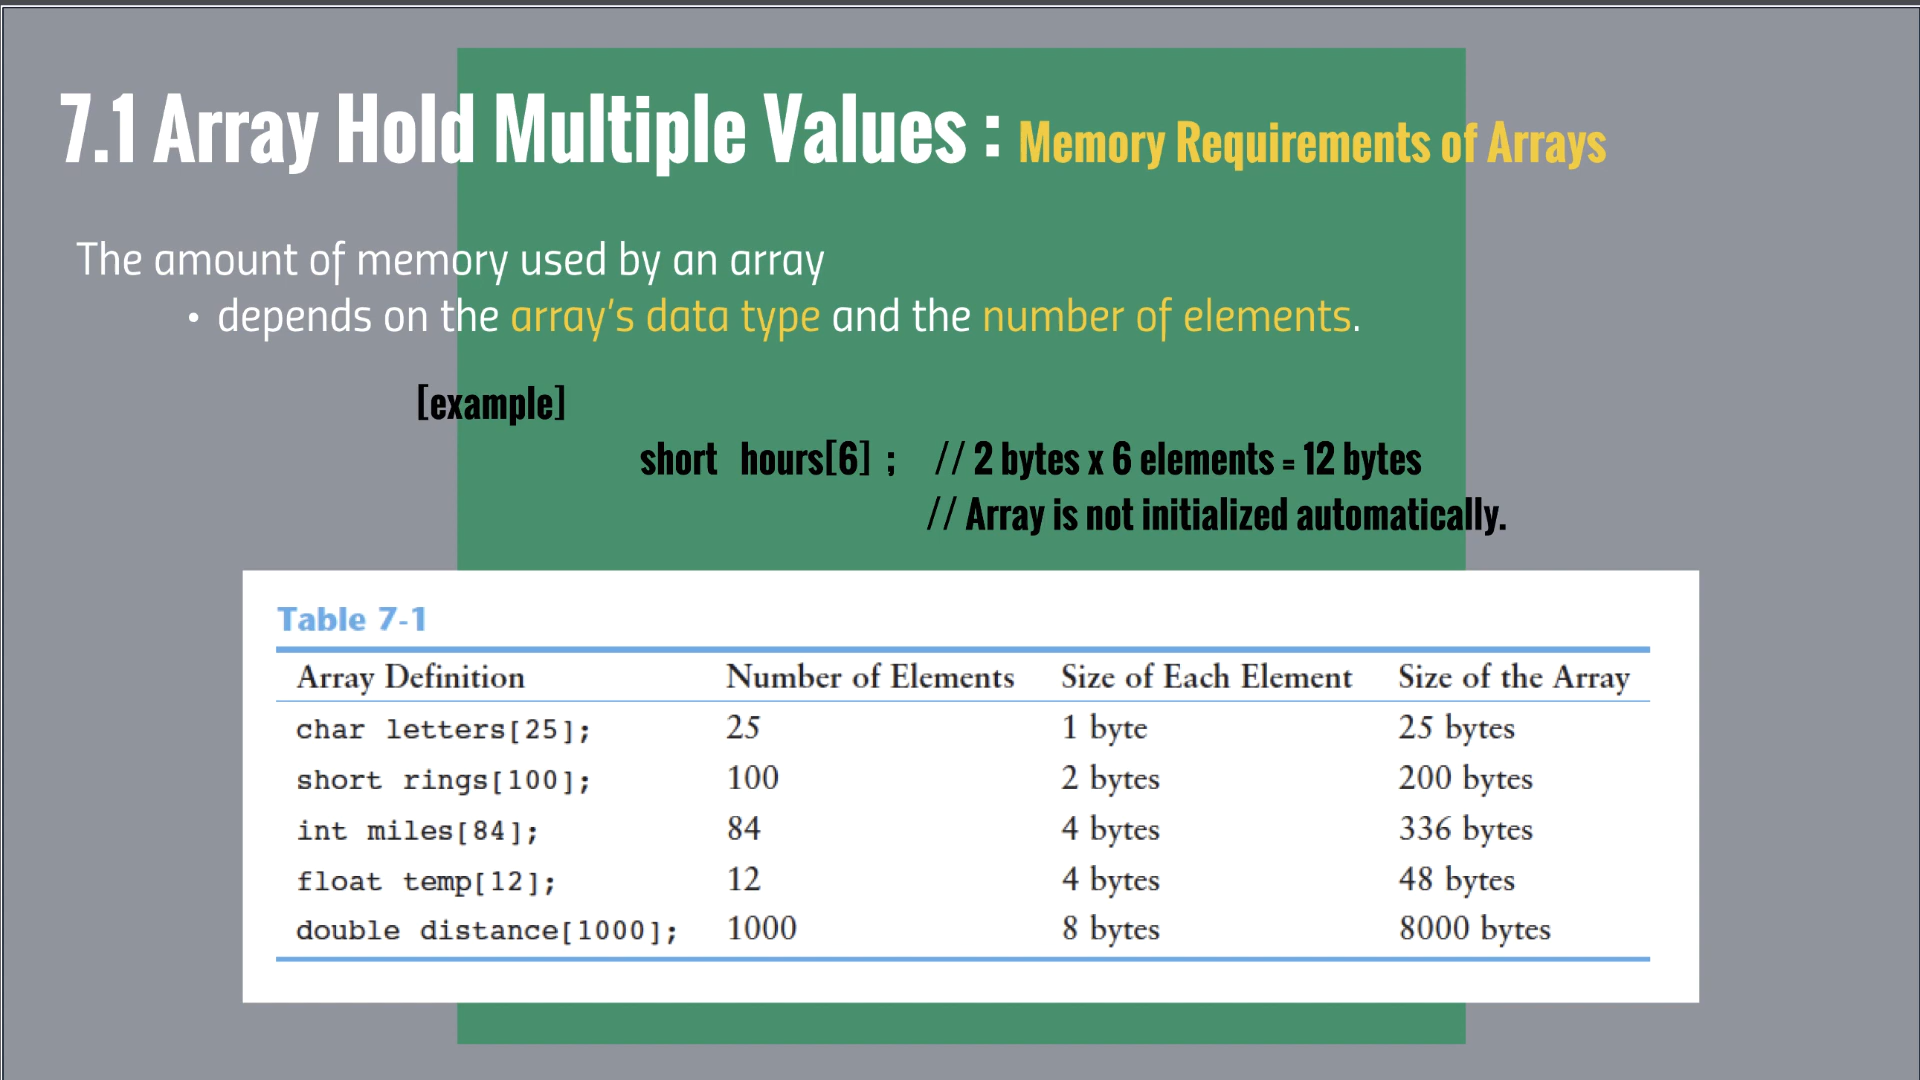 7.1 Array Hold Multiple Values : Memory Requirements of Arrays
The amount of memory used by an array
• depends on the array's data type and the number of elements.
[example]
short hours[6] ; // 2 bytes x 6 elements = 12 bytes
// Array is not initialized automatically.
Table 7-1
Array Definition Number of Elements Size of Each Element Size of the Array
char letters[25]; 25 1 byte 25 bytes
short rings[100]; 100 2 bytes 200 bytes
int miles[84]; 84 4 bytes 336 bytes
float temp[12]; 12 4 bytes 48 bytes
double distance[1000]; 1000 8 bytes 8000 bytes